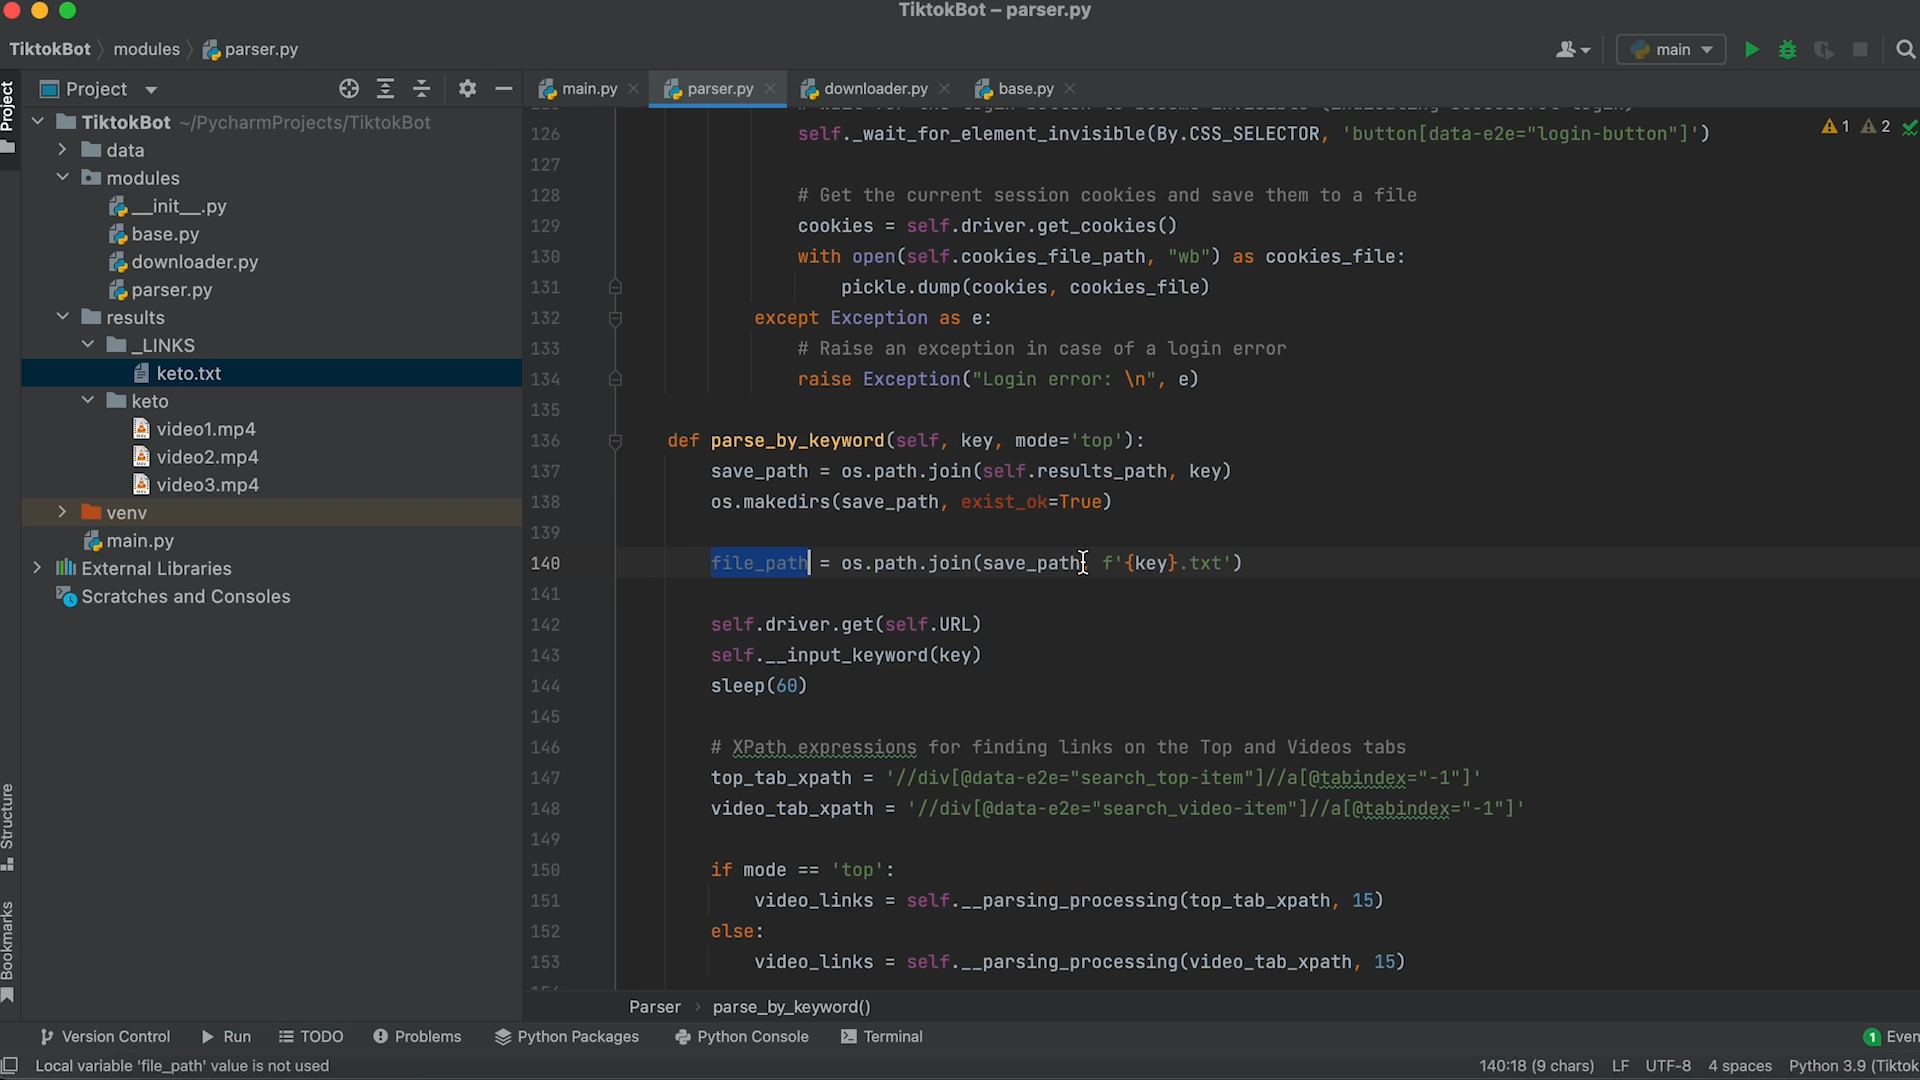 TiktokBot – parser.py
TiktokBot modules parser.py
main
Project
main.py
parser.py
downloader.py
base.py
Project
TiktokBot ~/PycharmProjects/TiktokBot
data
modules
__init__.py
base.py
downloader.py
parser.py
results
_LINKS
keto.txt
keto
video1.mp4
video2.mp4
video3.mp4
venv
main.py
External Libraries
Scratches and Consoles
Structure
Bookmarks
1 2
126 self._wait_for_element_invisible(By.CSS_SELECTOR, 'button[data-e2e="login-button"]')
127
128 # Get the current session cookies and save them to a file
129 cookies = self.driver.get_cookies()
130 with open(self.cookies_file_path, "wb") as cookies_file:
131 pickle.dump(cookies, cookies_file)
132 except Exception as e:
133 # Raise an exception in case of a login error
134 raise Exception("Login error: \n", e)
135
136 def parse_by_keyword(self, key, mode='top'):
137 save_path = os.path.join(self.results_path, key)
138 os.makedirs(save_path, exist_ok=True)
139
140 file_path = os.path.join(save_path, f'{key}.txt')
141
142 self.driver.get(self.URL)
143 self.__input_keyword(key)
144 sleep(60)
145
146 # XPath expressions for finding links on the Top and Videos tabs
147 top_tab_xpath = '//div[@data-e2e="search_top-item"]//a[@tabindex="-1"]'
148 video_tab_xpath = '//div[@data-e2e="search_video-item"]//a[@tabindex="-1"]'
149
150 if mode == 'top':
151 video_links = self.__parsing_processing(top_tab_xpath, 15)
152 else:
153 video_links = self.__parsing_processing(video_tab_xpath, 15)
Parser parse_by_keyword()
Version Control Run TODO Problems Python Packages Python Console Terminal 1 Even
Local variable 'file_path' value is not used 140:18 (9 chars) LF UTF-8 4 spaces Python 3.9 (Tiktok